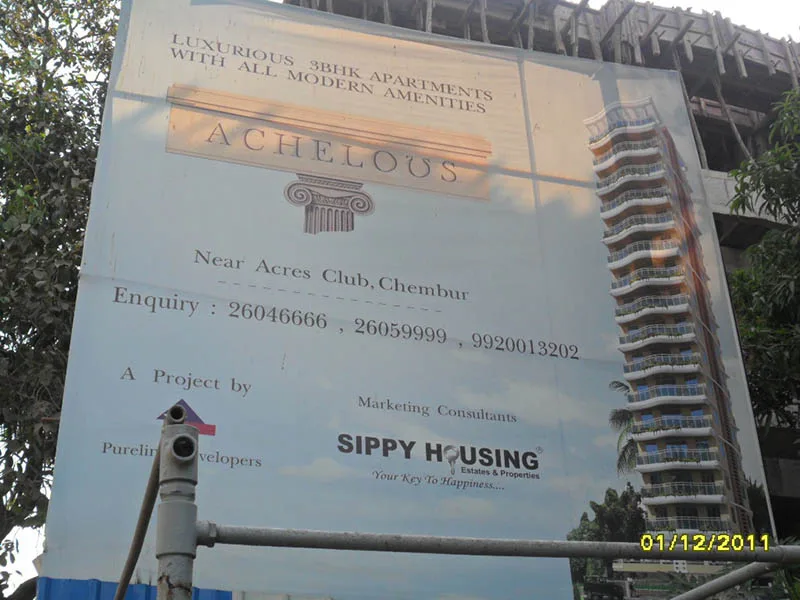 LUXURIOUS 3BHK APARTMENTS
WITH ALL MODERN AMENITIES
ACHELOUS
Near Acres Club, Chembur
Enquiry : 26046666 , 26059999 , 9920013202
A Project by
Marketing Consultants
SIPPY HOUSING
Estates & Properties
Your Key To Happiness....
01/12/2011